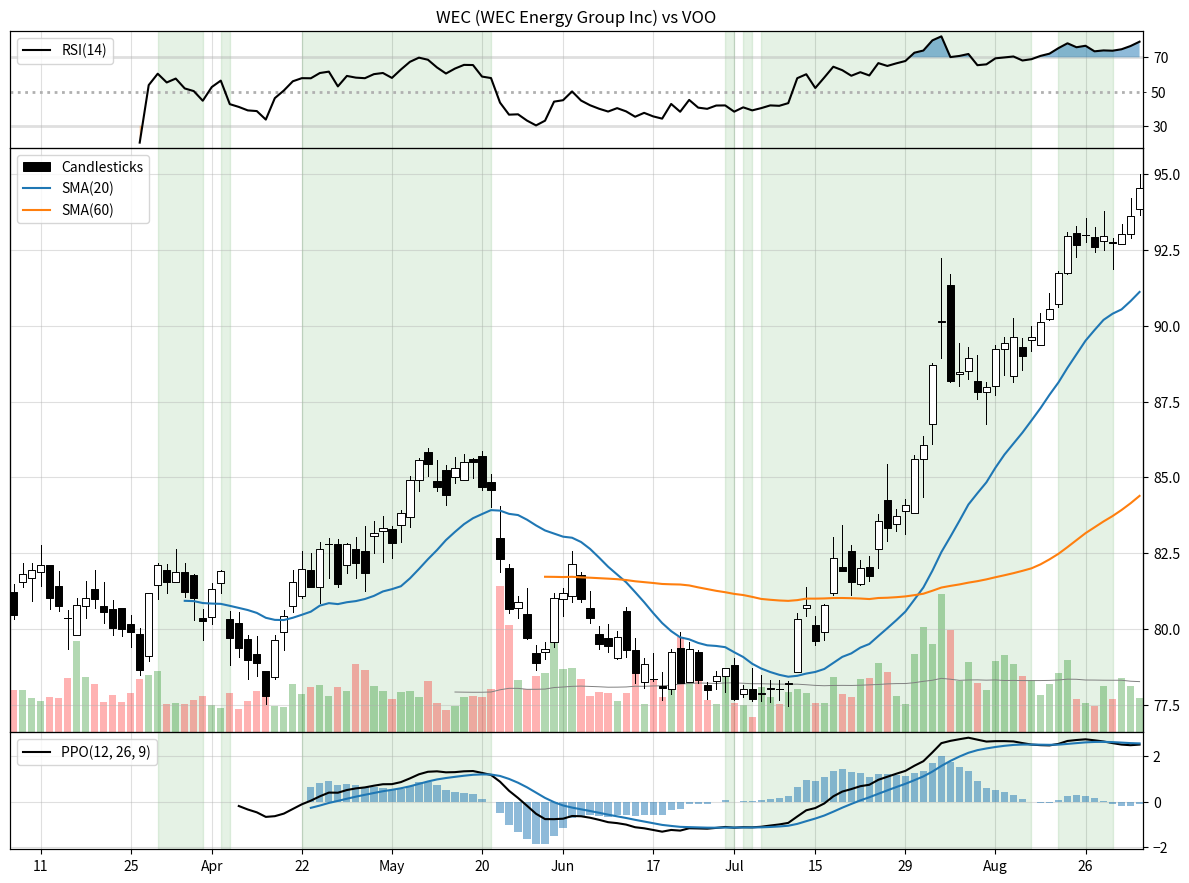 WEC (WEC Energy Group Inc) vs VOO
RSI(14)
70
50
30
Candlesticks
SMA(20)
SMA(60)
95.0
92.5
90.0
87.5
85.0
82.5
80.0
77.5
PPO(12, 26, 9)
2
0
−2
11 25 Apr 22 May 20 Jun 17 Jul 15 29 Aug 26